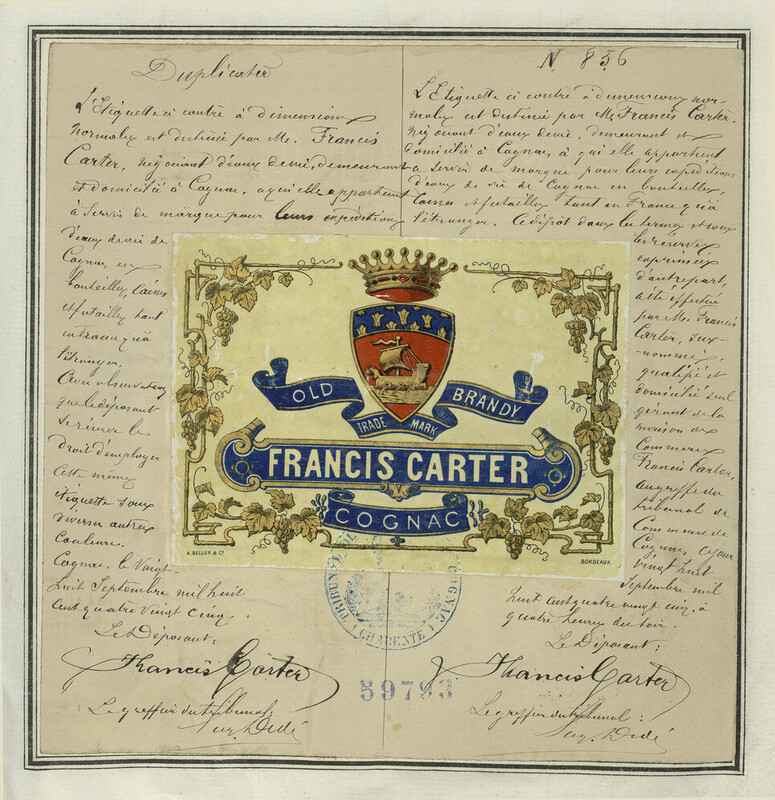 Duplicater
L'Etiquette ci contre à dimensions
normales est destinée par Mr. Francis
Carter, négociant d'eaux de vie, demeurant
et domicilié à Cognac, à qui elle appartient
à servir de marque pour leurs expéditions
d'eaux de vie de
Cognac, en
bouteilles, caisses
et futailles tant
en France qu'à
l'étranger.
Avec observation
que le déposant
se réserve le
droit d'employer
cette même
étiquette sous
diverses autres
couleurs.
Cognac, le Vingt
huit Septembre mil huit
cent quatre vingt cinq.
Le Déposant:
Francis Carter
Le greffier du tribunal:
Aug. Dedé
N 856
L'Etiquette ci contre à dimensions nor-
males est destinée par Mr. Francis Carter,
négociant d'eaux de vie, demeurant et
domicilié à Cognac, à qui elle appartient
à servir de marque pour leurs expéditions
d'eaux de vie de Cognac en bouteilles,
caisses et futailles tant en France qu'à
l'étranger. Ce dépôt dans les termes et sous
les réserves
exprimées
d'autre part,
a été effectué
par Mr. Francis
Carter, sus-
nommé,
qualifié et
domicilié seul
gérant de la
maison de
Commerce
Francis Carter,
au greffe du
tribunal de
Commerce de
Cognac, ce jour
vingt huit
Septembre mil
huit cent quatre vingt cinq, à
quatre heures du soir.
Le Déposant:
Francis Carter
Le greffier du tribunal:
Aug. Dedé
OLD BRANDY
TRADE MARK
FRANCIS CARTER
COGNAC
A. BELLIER & Cie
BORDEAUX
TRIBUNAL DE COGNAC
CHARENTE
59793